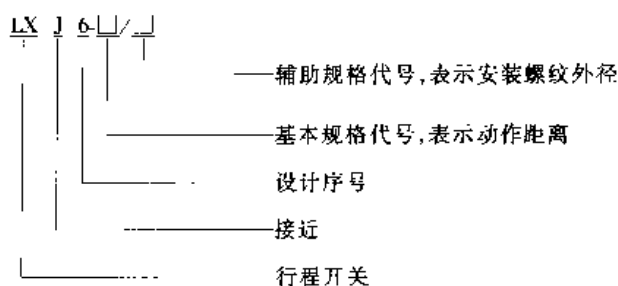 LX J 6-□/□
辅助规格代号,表示安装螺纹外径
基本规格代号,表示动作距离
设计序号
接近
行程开关